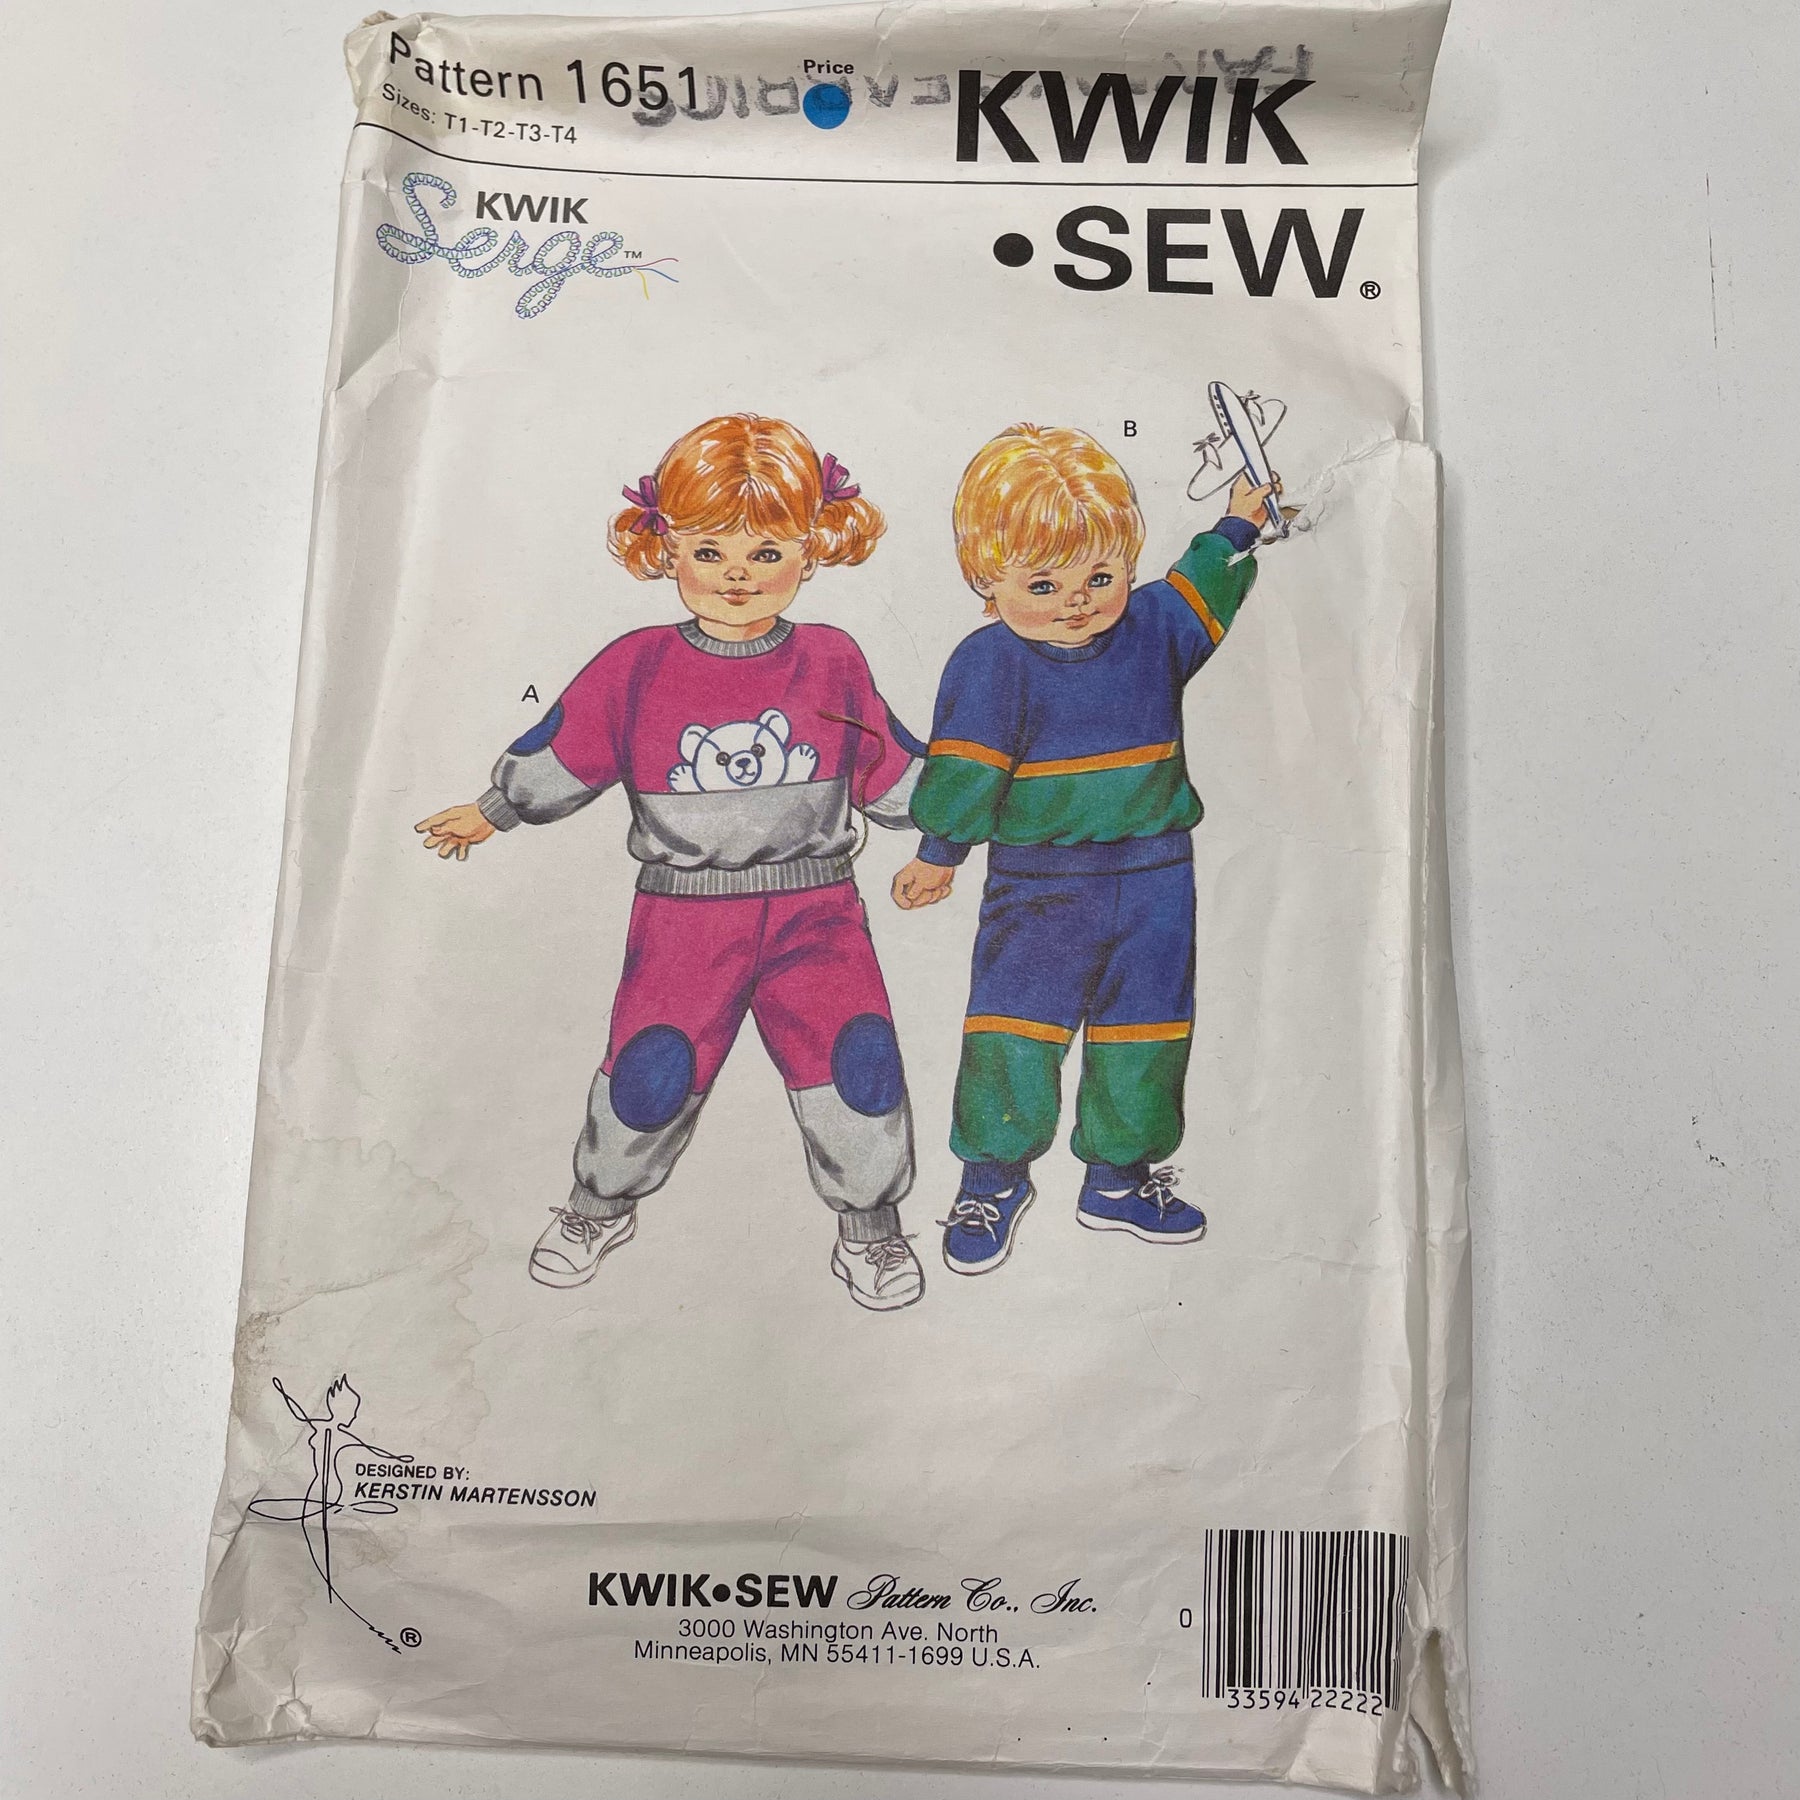 Pattern 1651
Sizes: T1-T2-T3-T4
Price
KWIK
•SEW®
KWIK
Serge™
A
B
DESIGNED BY:
KERSTIN MARTENSSON
®
KWIK•SEW Pattern Co., Inc.
3000 Washington Ave. North
Minneapolis, MN 55411-1699 U.S.A.
0 33594 22222